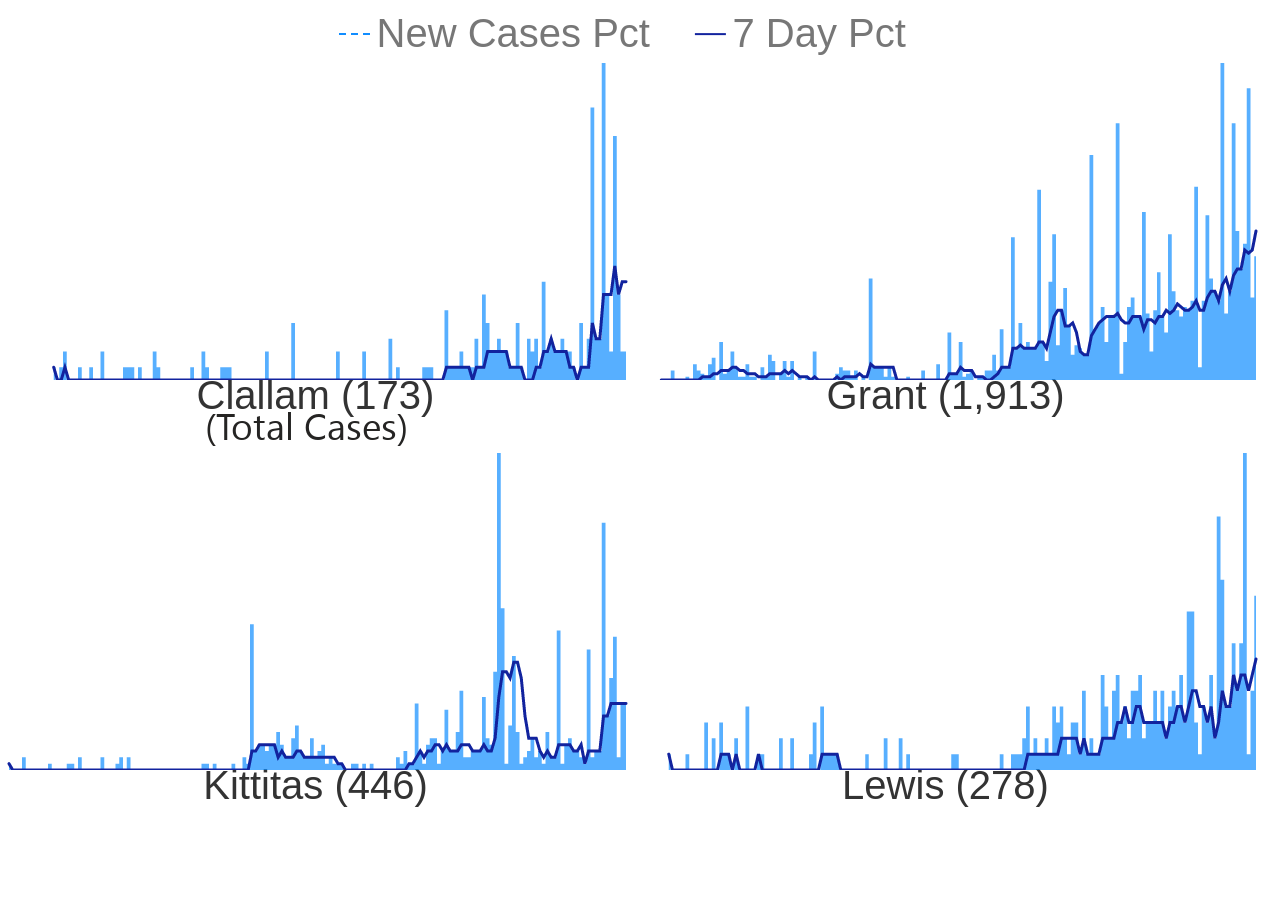 New Cases Pct 7 Day Pct
Clallam (173) Grant (1,913)
(Total Cases)
Kittitas (446) Lewis (278)